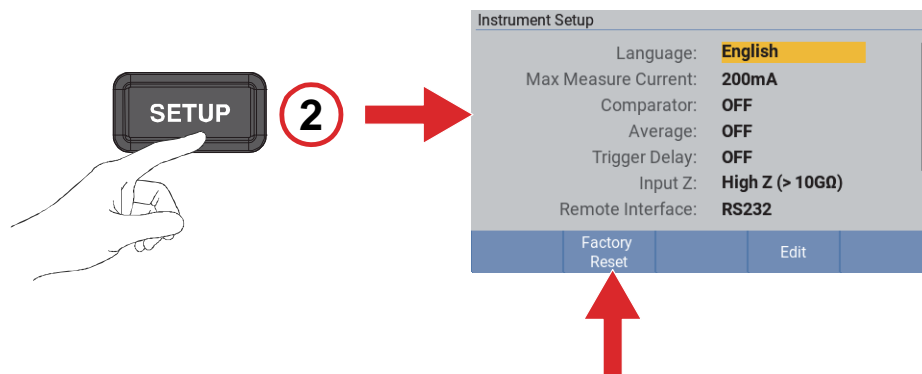 SETUP
2
Instrument Setup
Language: English
Max Measure Current: 200mA
Comparator: OFF
Average: OFF
Trigger Delay: OFF
Input Z: High Z (> 10GΩ)
Remote Interface: RS232
Factory
Reset
Edit